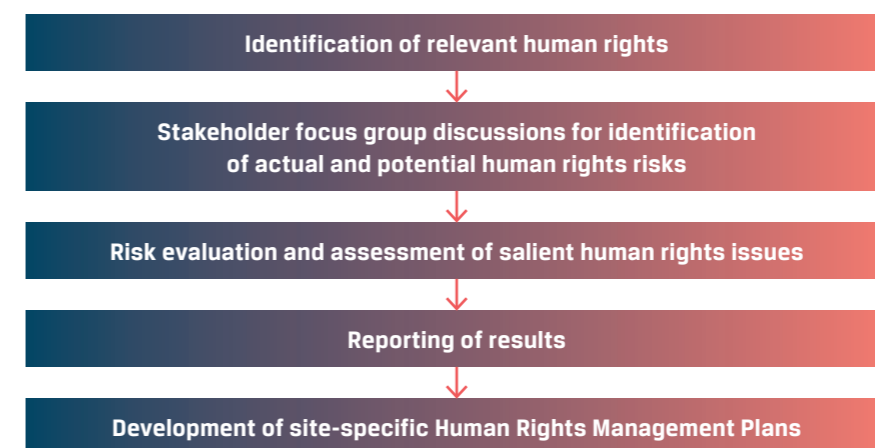 Identification of relevant human rights
Stakeholder focus group discussions for identification
of actual and potential human rights risks
Risk evaluation and assessment of salient human rights issues
Reporting of results
Development of site-specific Human Rights Management Plans